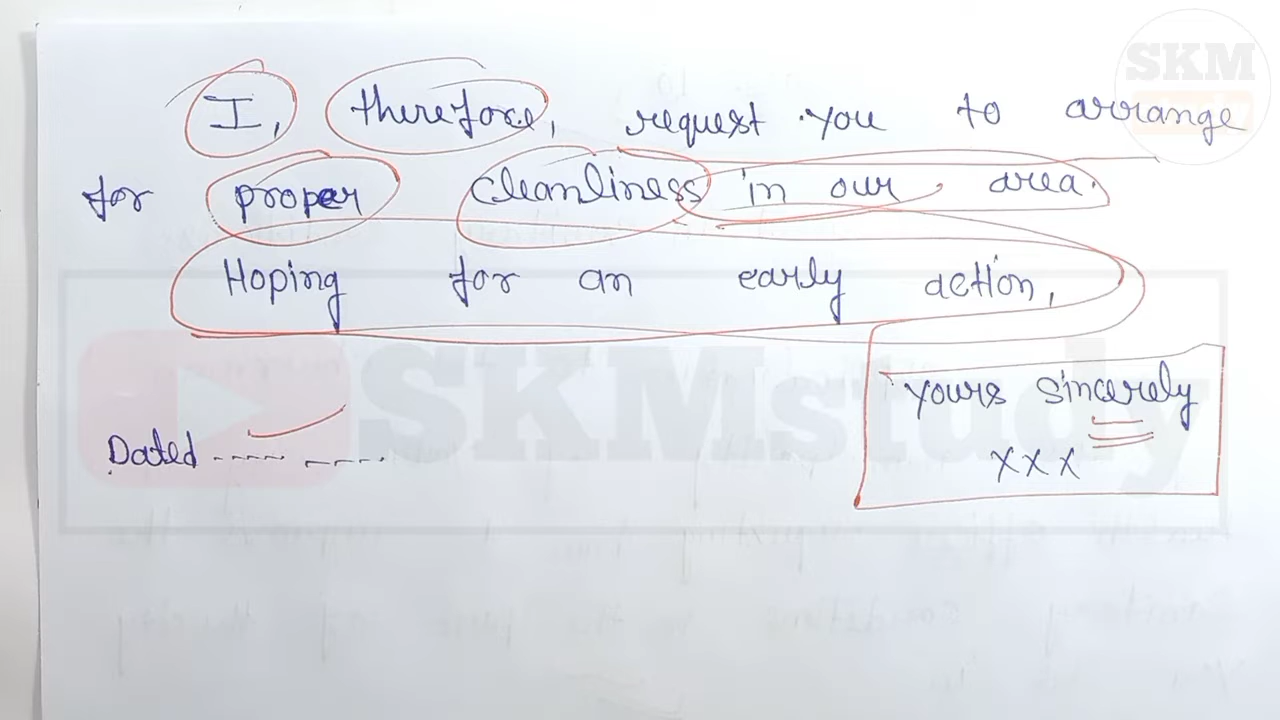 SKM
study
I, therefore, request you to arrange
for proper cleanliness in our area.
Hoping for an early action,
Yours Sincerely
Dated ---- ----
X X X
SKMstudy